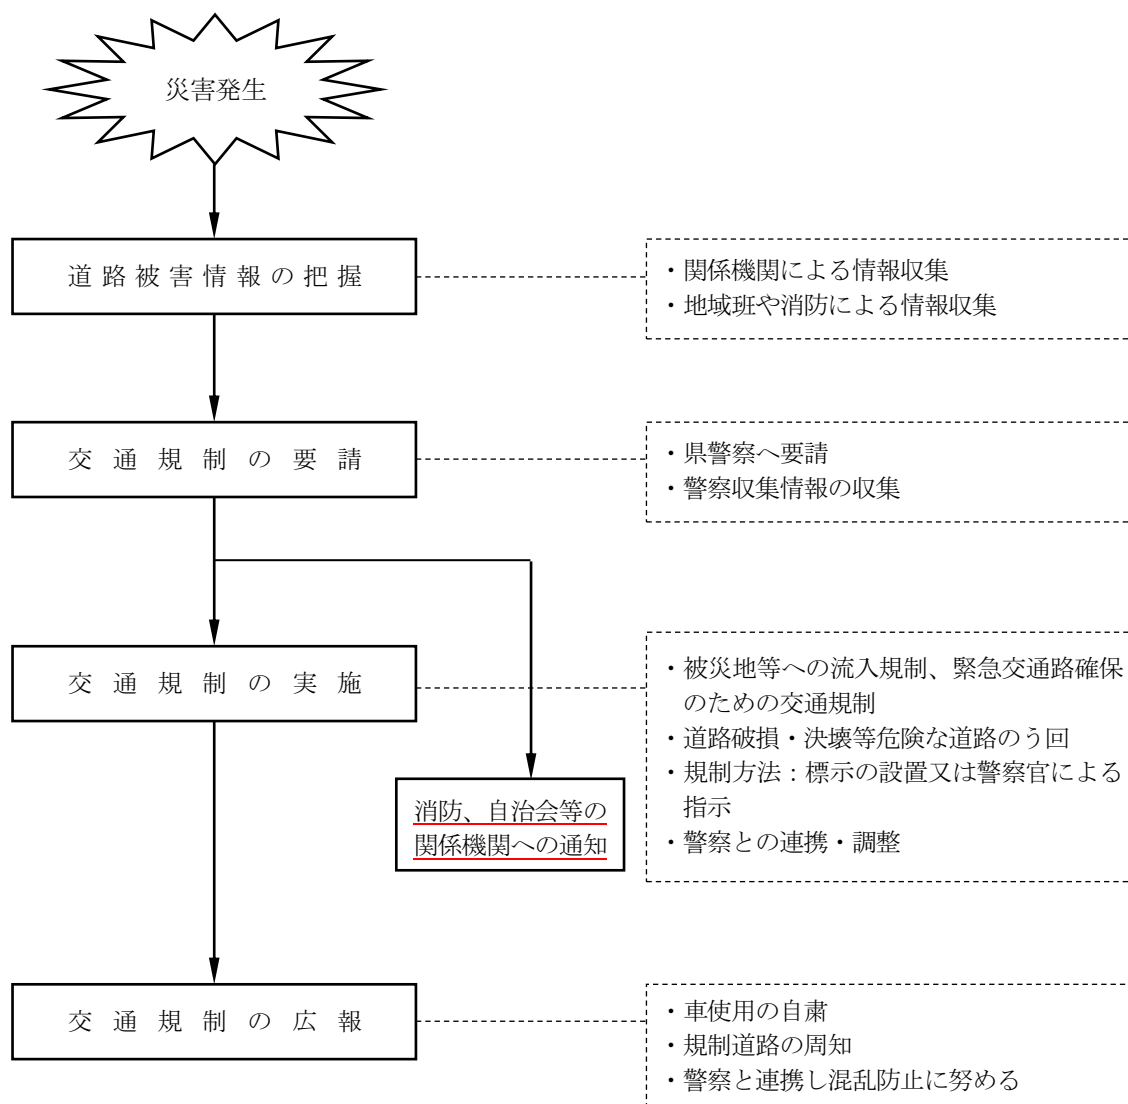 災害発生
道路被害情報の把握
・関係機関による情報収集
・地域班や消防による情報収集
交通規制の要請
・県警察へ要請
・警察収集情報の収集
交通規制の実施
・被災地等への流入規制、緊急交通路確保
のための交通規制
・道路破損・決壊等危険な道路のう回
・規制方法：標示の設置又は警察官による
指示
・警察との連携・調整
消防、自治会等の
関係機関への通知
交通規制の広報
・車使用の自粛
・規制道路の周知
・警察と連携し混乱防止に努める